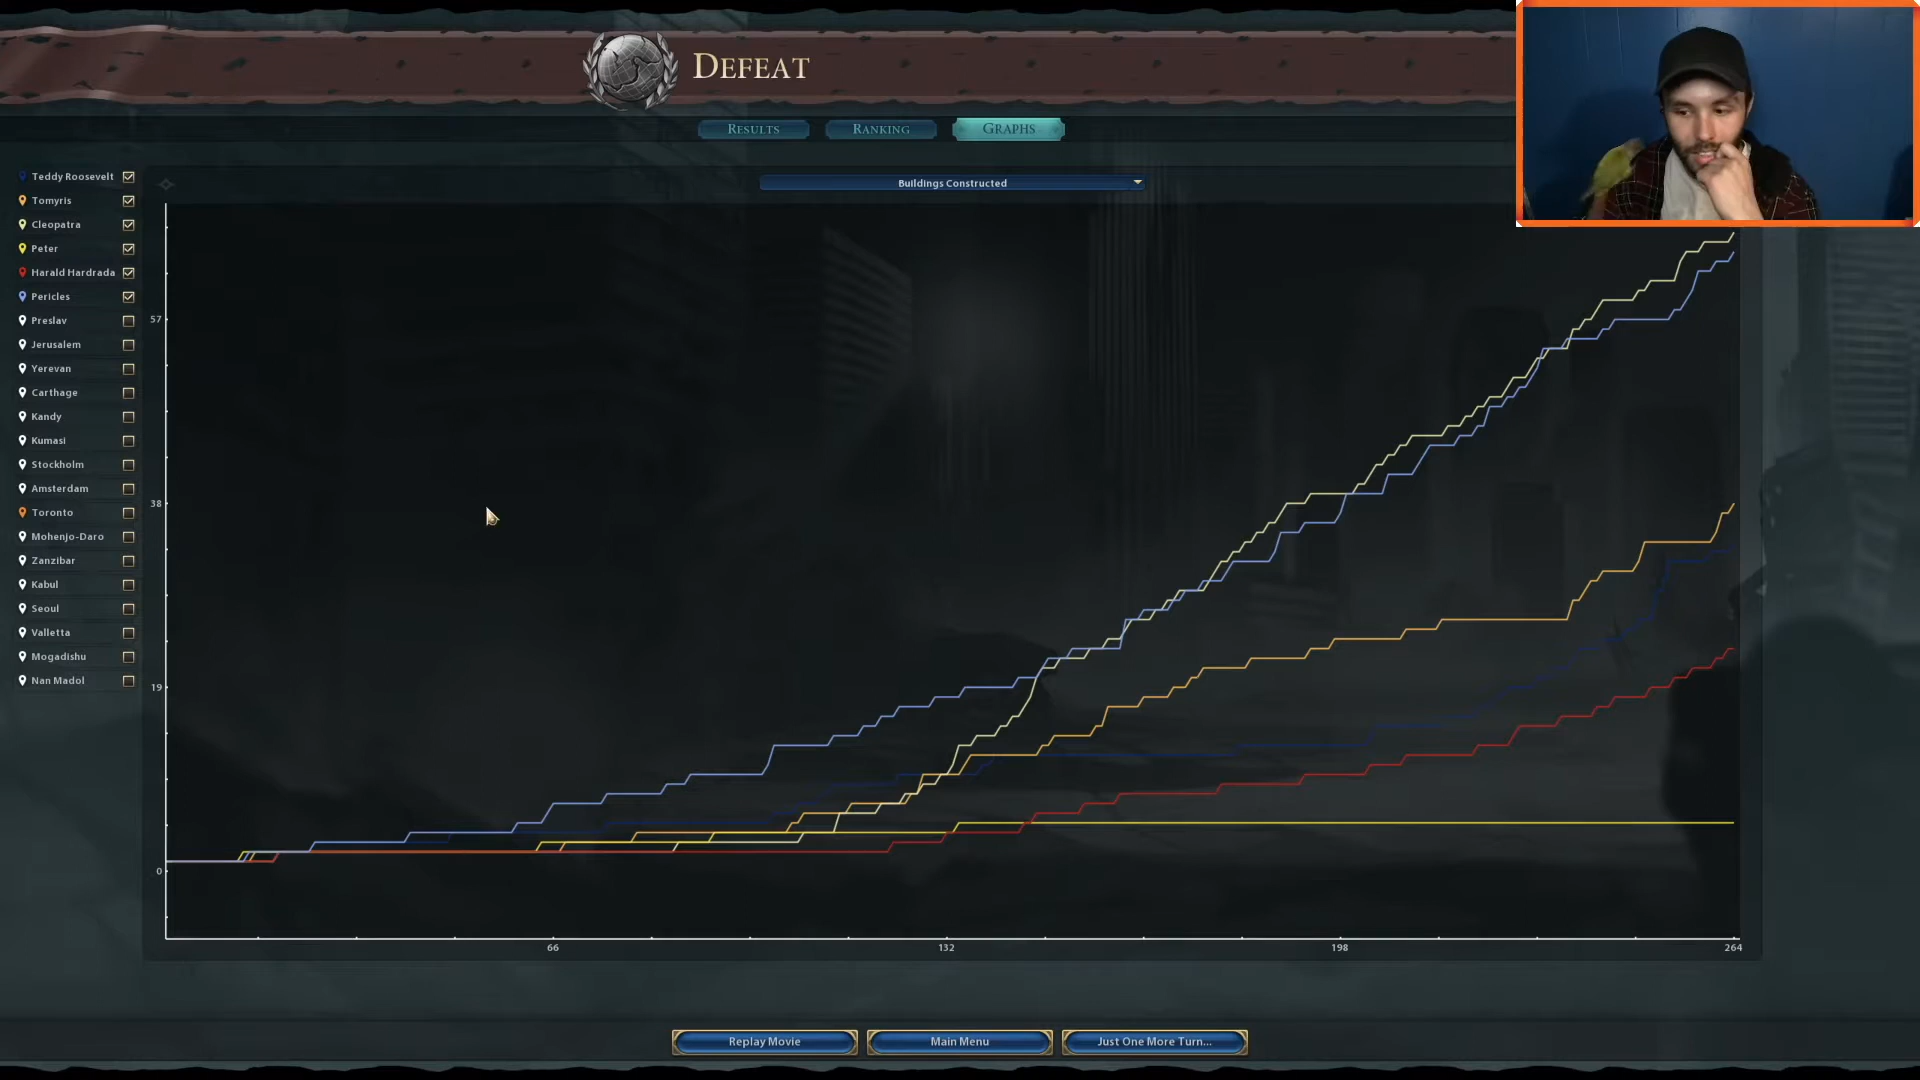 DEFEAT
RESULTS
RANKING
GRAPHS
Teddy Roosevelt
Tomyris
Cleopatra
Peter
Harald Hardrada
Pericles
Preslav
Jerusalem
Yerevan
Carthage
Kandy
Kumasi
Stockholm
Amsterdam
Toronto
Mohenjo-Daro
Zanzibar
Kabul
Seoul
Valletta
Mogadishu
Nan Madol
Buildings Constructed
57
38
19
0
66
132
198
264
Replay Movie
Main Menu
Just One More Turn...